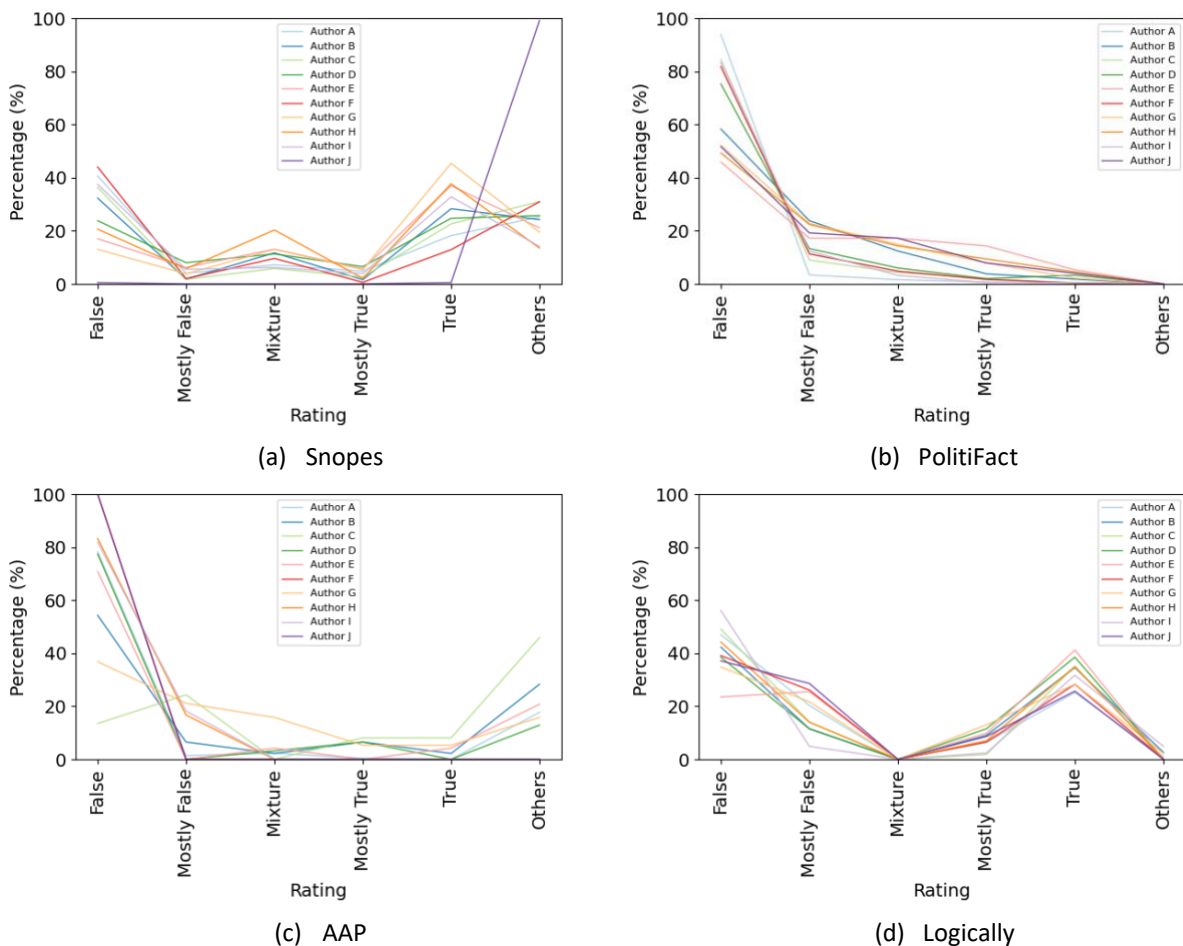 100
80
60
40
20
0
Percentage (%)
Author A
Author B
Author C
Author D
Author E
Author F
Author G
Author H
Author I
Author J
False
Mostly False
Mixture
Mostly True
True
Others
Rating
(a) Snopes
100
80
60
40
20
0
Percentage (%)
Author A
Author B
Author C
Author D
Author E
Author F
Author G
Author H
Author I
Author J
False
Mostly False
Mixture
Mostly True
True
Others
Rating
(b) PolitiFact
100
80
60
40
20
0
Percentage (%)
Author A
Author B
Author C
Author D
Author E
Author F
Author G
Author H
Author I
Author J
False
Mostly False
Mixture
Mostly True
True
Others
Rating
(c) AAP
100
80
60
40
20
0
Percentage (%)
Author A
Author B
Author C
Author D
Author E
Author F
Author G
Author H
Author I
Author J
False
Mostly False
Mixture
Mostly True
True
Others
Rating
(d) Logically